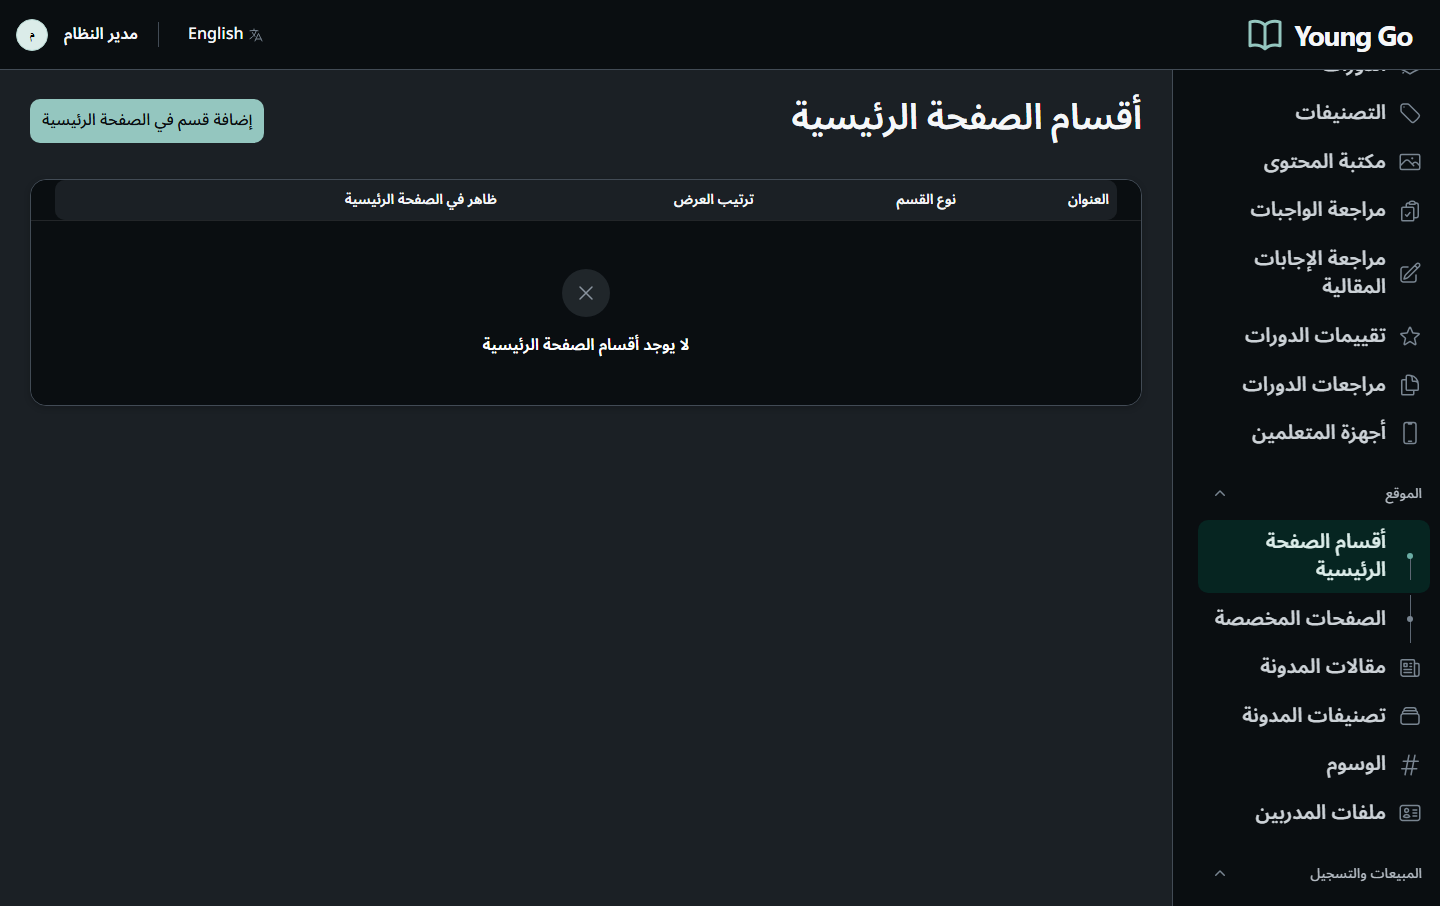 Young Go
English
مدير النظام
م
التصنيفات
مكتبة المحتوى
مراجعة الواجبات
مراجعة الإجابات
المقالية
تقييمات الدورات
مراجعات الدورات
أجهزة المتعلمين
الموقع
أقسام الصفحة
الرئيسية
الصفحات المخصصة
مقالات المدونة
تصنيفات المدونة
الوسوم
ملفات المدربين
المبيعات والتسجيل
أقسام الصفحة الرئيسية
إضافة قسم في الصفحة الرئيسية
العنوان نوع القسم ترتيب العرض ظاهر في الصفحة الرئيسية
لا يوجد أقسام الصفحة الرئيسية